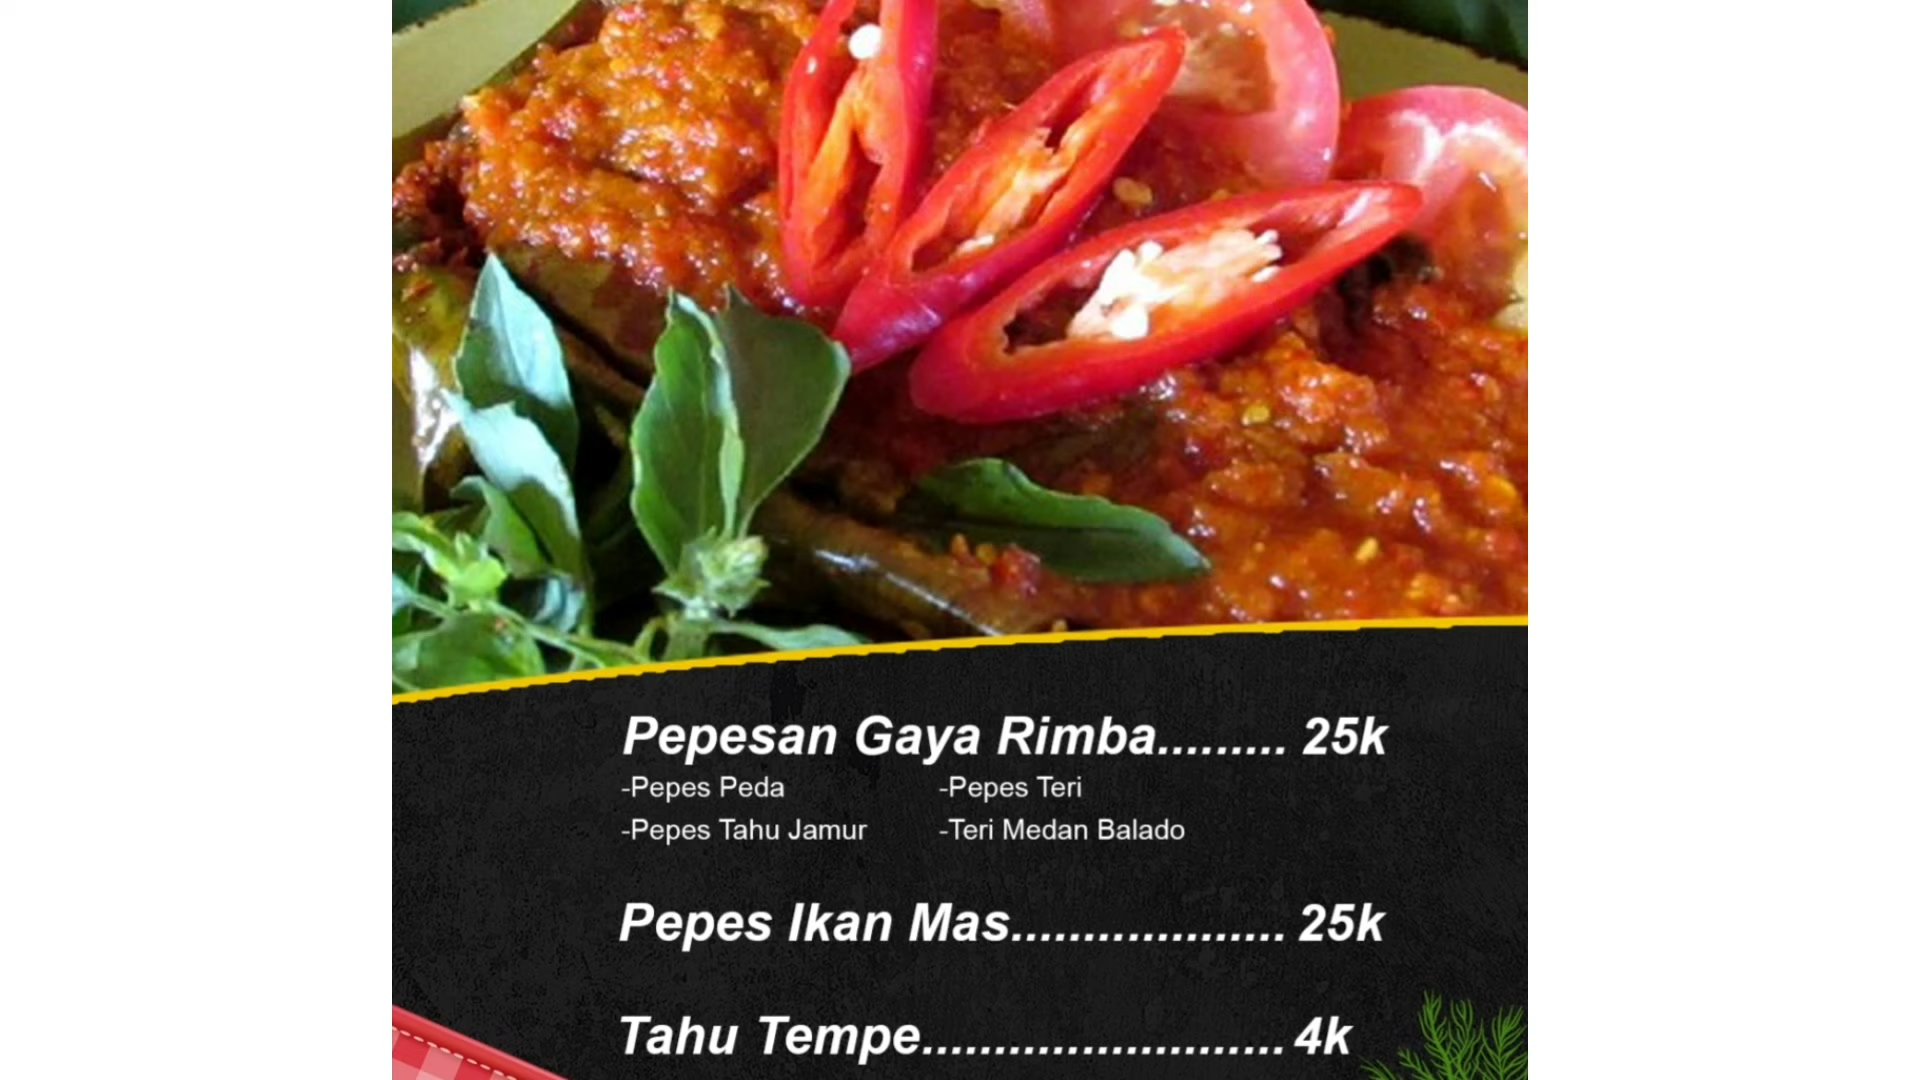 Pepesan Gaya Rimba......... 25k
-Pepes Peda
-Pepes Teri
-Pepes Tahu Jamur
-Teri Medan Balado
Pepes Ikan Mas................... 25k
Tahu Tempe......................... 4k